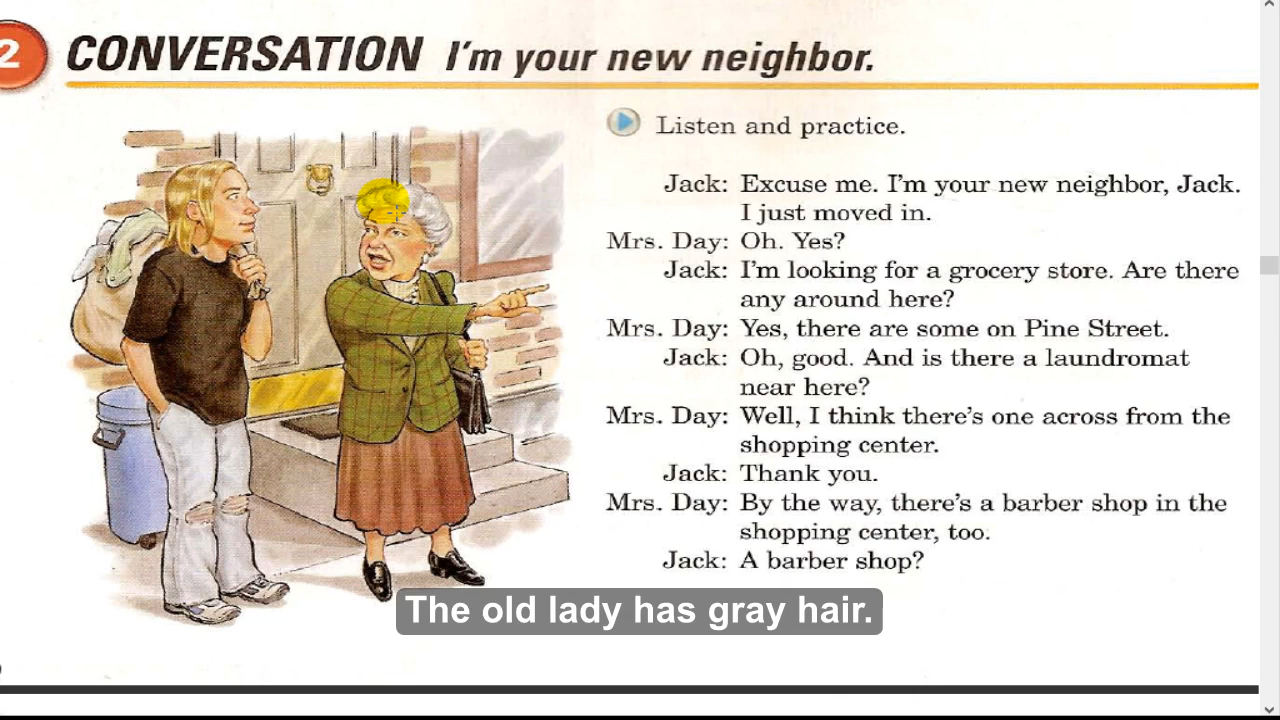 2 CONVERSATION I'm your new neighbor.
Listen and practice.
Jack: Excuse me. I'm your new neighbor, Jack.
I just moved in.
Mrs. Day: Oh. Yes?
Jack: I'm looking for a grocery store. Are there
any around here?
Mrs. Day: Yes, there are some on Pine Street.
Jack: Oh, good. And is there a laundromat
near here?
Mrs. Day: Well, I think there's one across from the
shopping center.
Jack: Thank you.
Mrs. Day: By the way, there's a barber shop in the
shopping center, too.
Jack: A barber shop?
The old lady has gray hair.